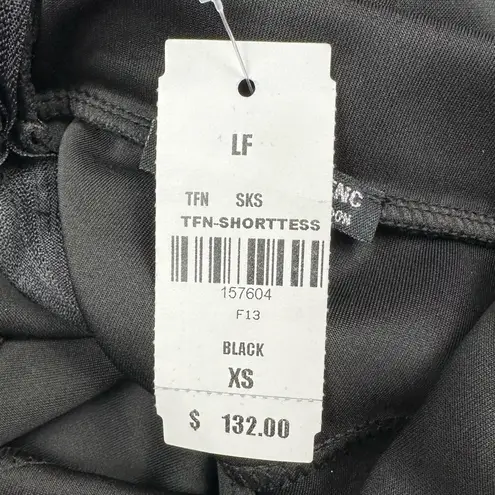 LF
TFN SKS
TFN-SHORTTESS
157604
F13
BLACK
XS
$ 132.00